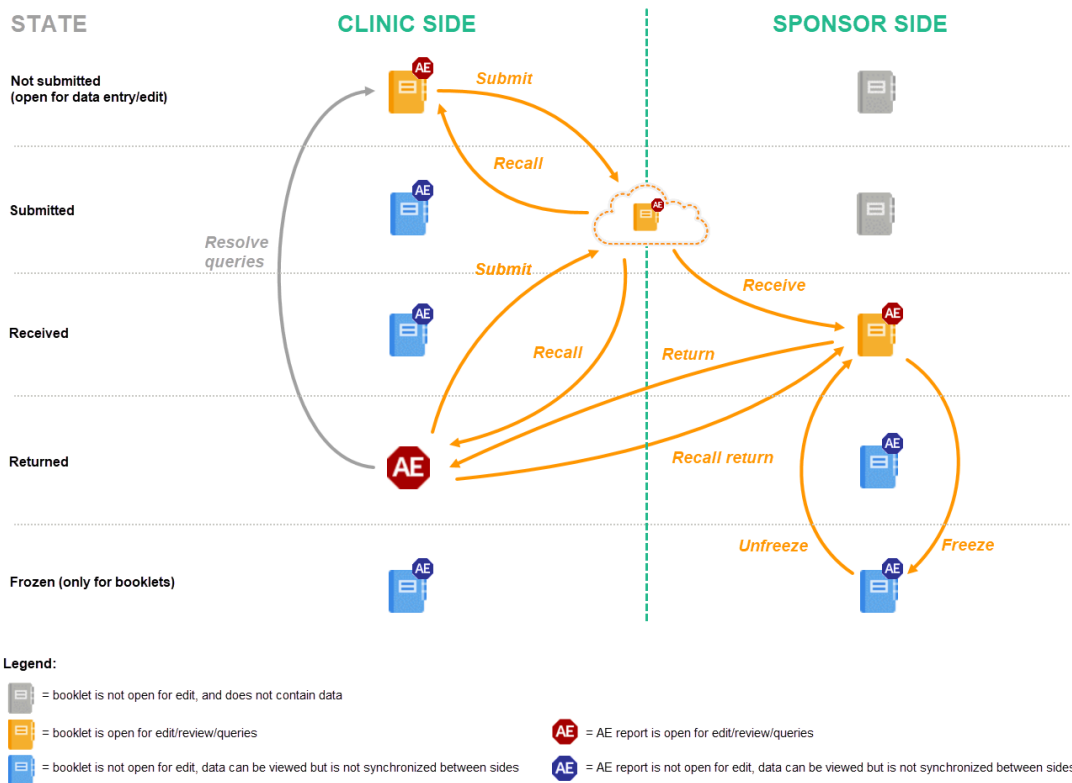 STATE
CLINIC SIDE
SPONSOR SIDE
Not submitted
(open for data entry/edit)
AE
Submit
Recall
Submitted
AE
AE
Resolve
queries
Submit
Receive
Received
AE
AE
Recall
Return
Returned
AE
AE
Recall return
Unfreeze
Freeze
Frozen (only for booklets)
AE
AE
Legend:
= booklet is not open for edit, and does not contain data
= booklet is open for edit/review/queries
AE = AE report is open for edit/review/queries
= booklet is not open for edit, data can be viewed but is not synchronized between sides
AE = AE report is not open for edit, data can be viewed but is not synchronized between sides